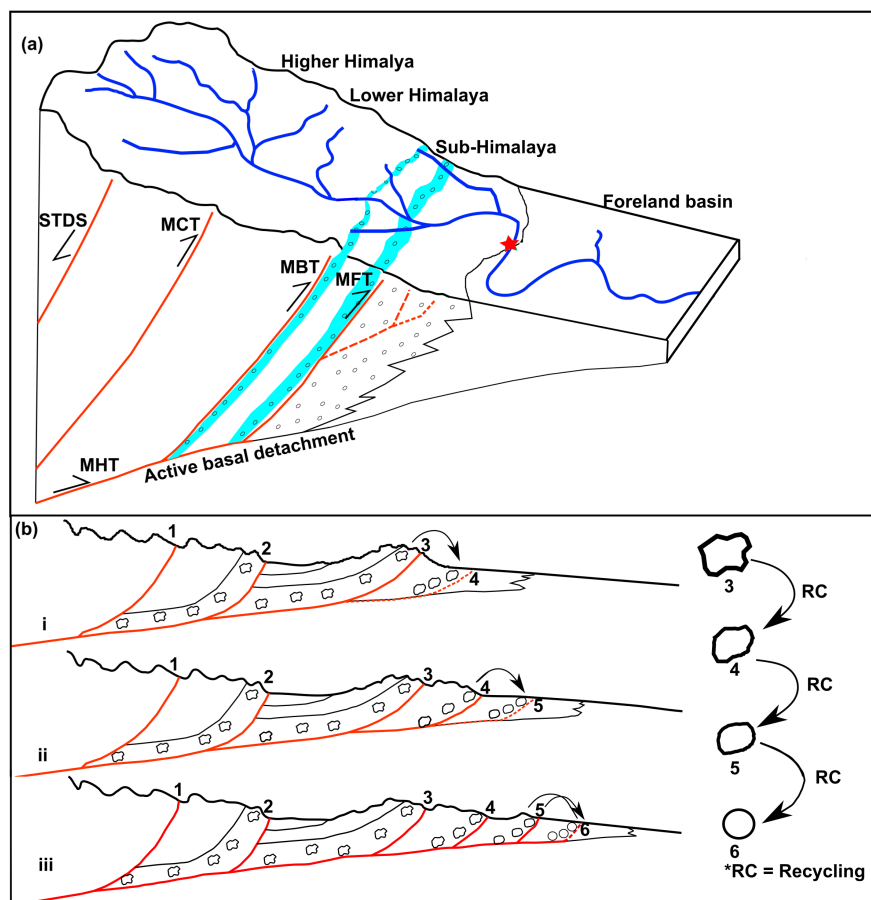 (a)
Higher Himalya
Lower Himalaya
Sub-Himalaya
Foreland basin
STDS
MCT
MBT
MFT
MHT
Active basal detachment
(b)
1
2
3
4
i
1
2
3
4
5
ii
1
2
3
4
5
6
iii
3
RC
4
RC
5
RC
6
*RC = Recycling